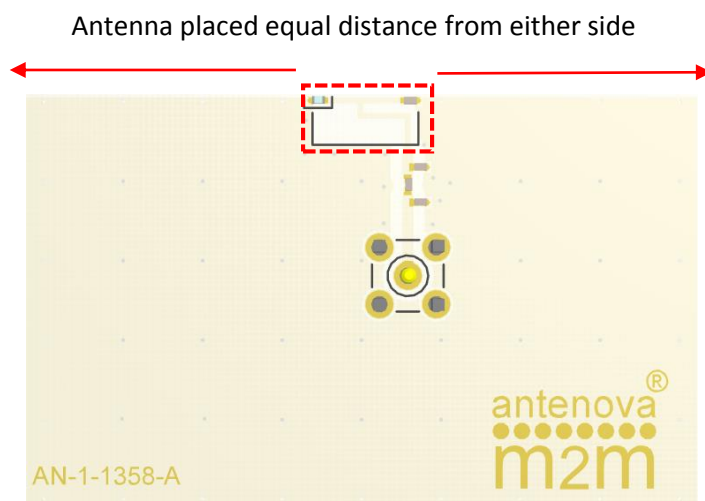 Antenna placed equal distance from either side
antenova®
m2m
AN-1-1358-A